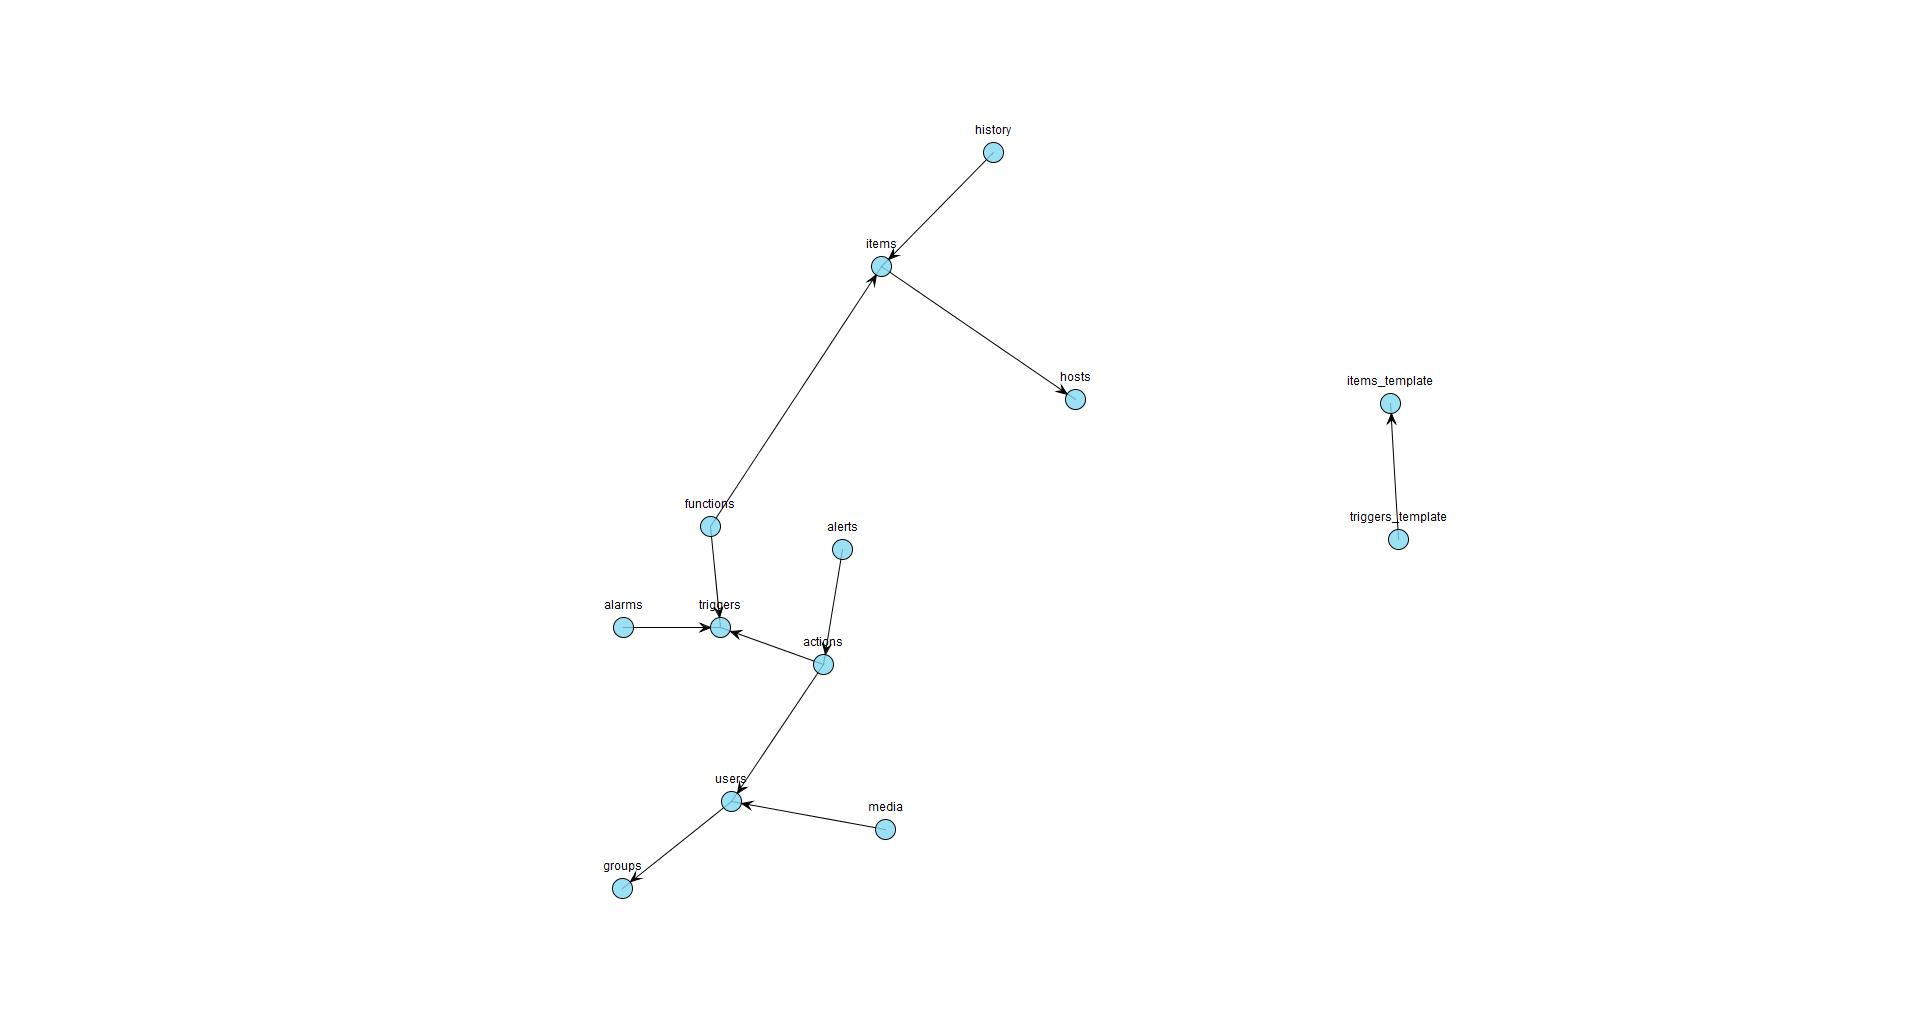 history
items
hosts
items_template
functions
triggers_template
alerts
alarms
triggers
actions
users
media
groups